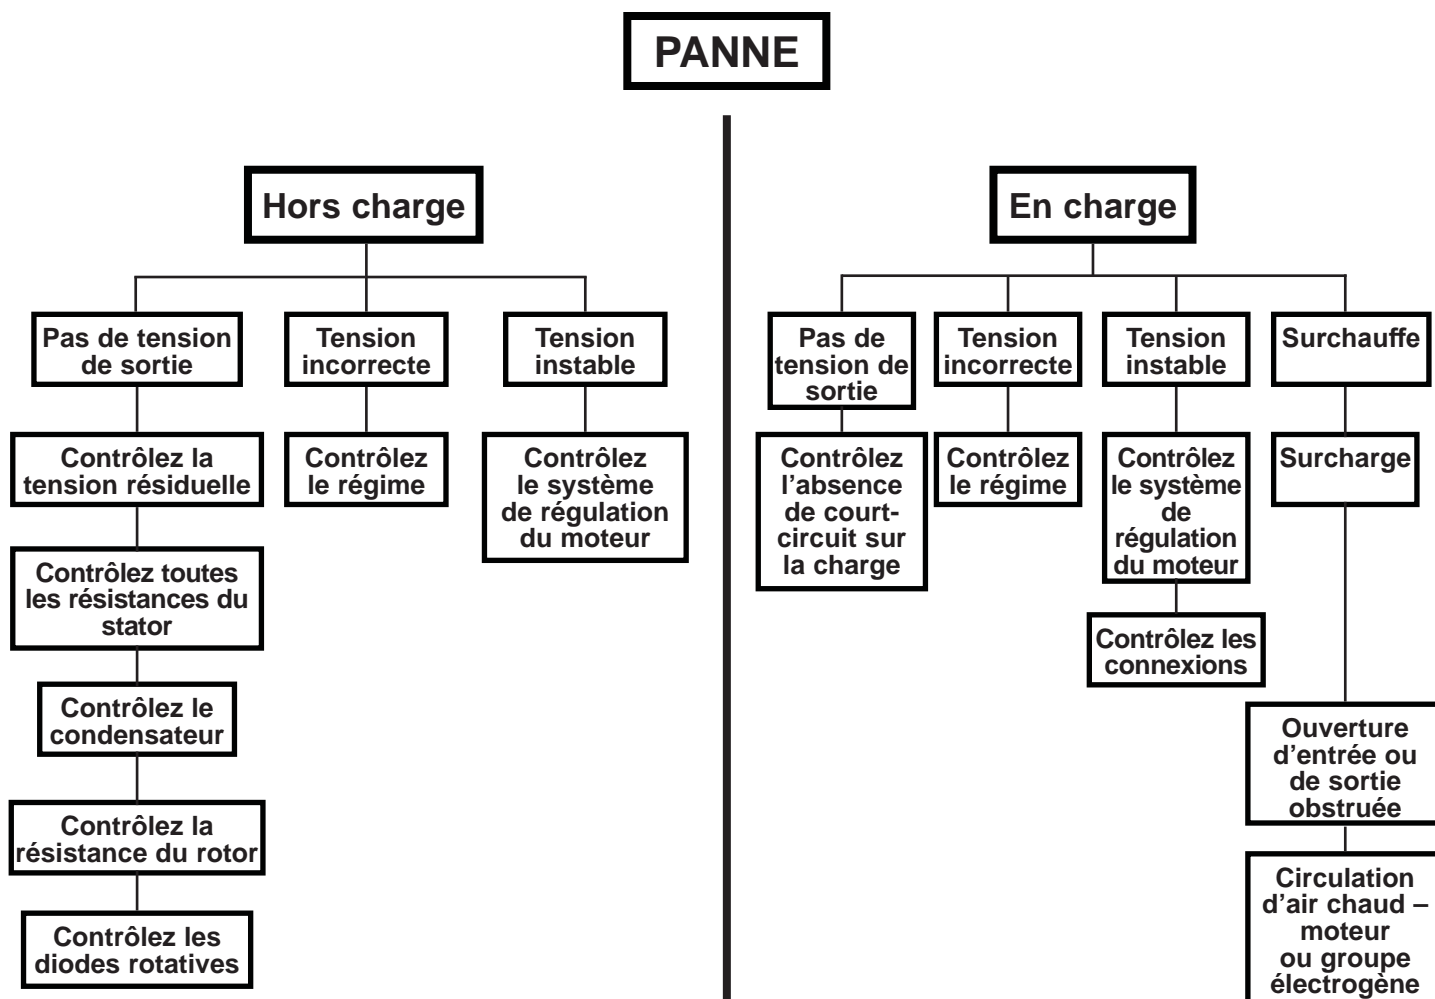 PANNE
Hors charge
Pas de tension
de sortie
Contrôlez la
tension résiduelle
Contrôlez toutes
les résistances du
stator
Contrôlez le
condensateur
Contrôlez la
résistance du rotor
Contrôlez les
diodes rotatives
Tension
incorrecte
Contrôlez
le régime
Tension
instable
Contrôlez
le système
de régulation
du moteur
En charge
Pas de
tension de
sortie
Contrôlez
l’absence
de court-
circuit sur
la charge
Tension
incorrecte
Contrôlez
le régime
Tension
instable
Contrôlez
le système
de
régulation
du moteur
Contrôlez les
connexions
Surchauffe
Surcharge
Ouverture
d’entrée ou
de sortie
obstruée
Circulation
d’air chaud –
moteur
ou groupe
électrogène